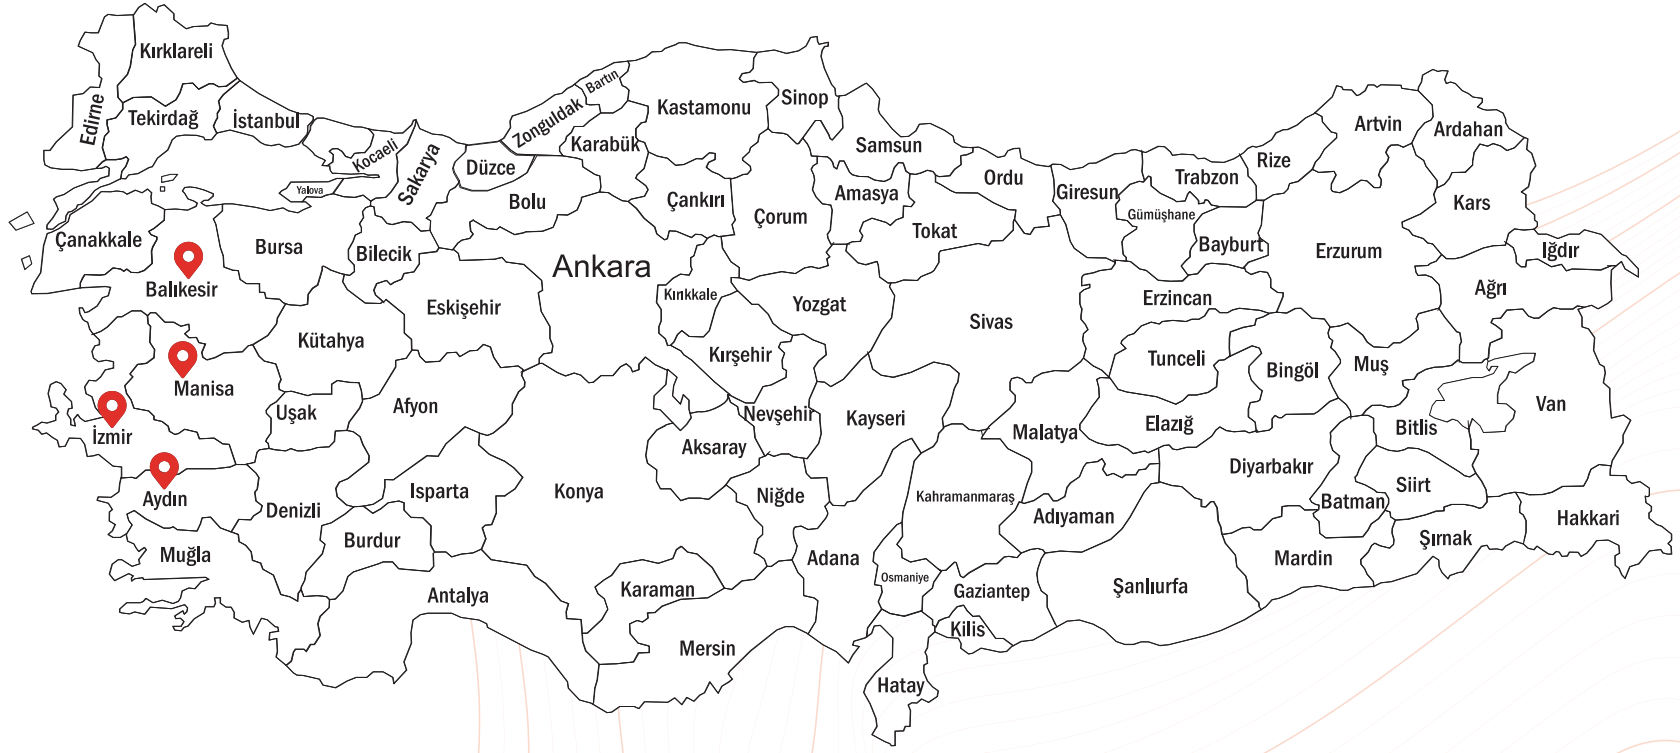 Kırklareli
Edirne
Tekirdağ
İstanbul
Kocaeli
Yalova
Sakarya
Düzce
Zonguldak
Bartın
Karabük
Bolu
Kastamonu
Sinop
Çankırı
Çorum
Samsun
Amasya
Tokat
Ordu
Giresun
Gümüşhane
Trabzon
Bayburt
Rize
Artvin
Ardahan
Kars
Iğdır
Erzurum
Ağrı
Çanakkale
Balıkesir
Bursa
Bilecik
Eskişehir
Ankara
Kırıkkale
Yozgat
Sivas
Erzincan
Kütahya
Kırşehir
Tunceli
Bingöl
Muş
Van
Manisa
İzmir
Uşak
Afyon
Aksaray
Nevşehir
Kayseri
Malatya
Elazığ
Bitlis
Aydın
Denizli
Isparta
Konya
Niğde
Kahramanmaraş
Adıyaman
Diyarbakır
Batman
Siirt
Muğla
Burdur
Antalya
Karaman
Mersin
Adana
Osmaniye
Gaziantep
Kilis
Hatay
Şanlıurfa
Mardin
Şırnak
Hakkari